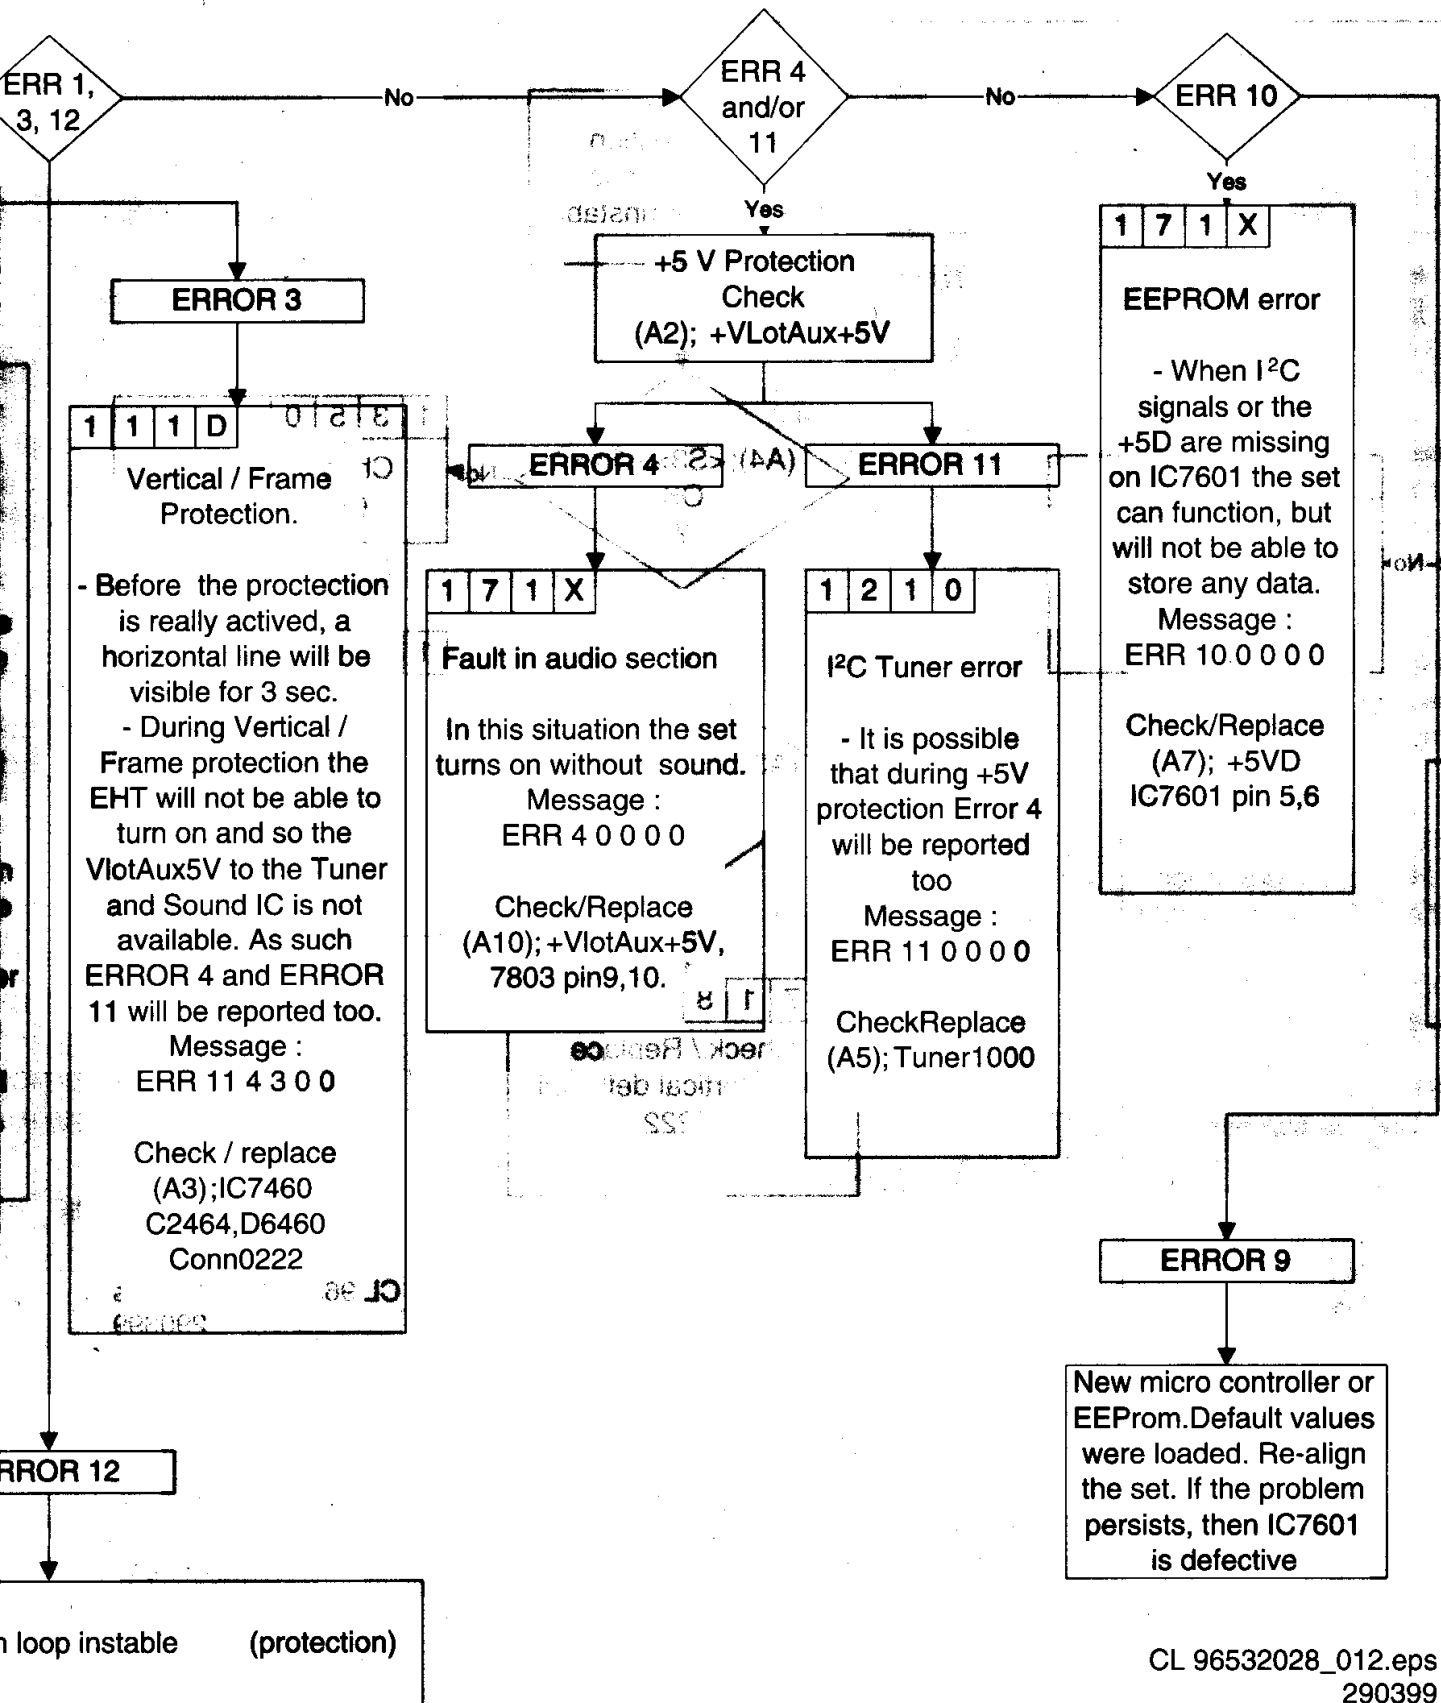 ERR 1,
3, 12
No
ERR 4
and/or
11
No
ERR 10
Yes
Yes
ERROR 3
1 1 1 D
Vertical / Frame
Protection.
- Before the proctection
is really actived, a
horizontal line will be
visible for 3 sec.
- During Vertical /
Frame protection the
EHT will not be able to
turn on and so the
VlotAux5V to the Tuner
and Sound IC is not
available. As such
ERROR 4 and ERROR
11 will be reported too.
Message :
ERR 11 4 3 0 0
Check / replace
(A3);IC7460
C2464,D6460
Conn0222
+5 V Protection
Check
(A2); +VLotAux+5V
ERROR 4
1 7 1 X
Fault in audio section
In this situation the set
turns on without sound.
Message :
ERR 4 0 0 0 0
Check/Replace
(A10);+VlotAux+5V,
7803 pin9,10.
ERROR 11
1 2 1 0
I²C Tuner error
- It is possible
that during +5V
protection Error 4
will be reported
too
Message :
ERR 11 0 0 0 0
CheckReplace
(A5);Tuner1000
1 7 1 X
EEPROM error
- When I²C
signals or the
+5D are missing
on IC7601 the set
can function, but
will not be able to
store any data.
Message :
ERR 10 0 0 0 0
Check/Replace
(A7); +5VD
IC7601 pin 5,6
ERROR 9
New micro controller or
EEProm.Default values
were loaded. Re-align
the set. If the problem
persists, then IC7601
is defective
RROR 12
loop instable (protection)
CL 96532028_012.eps
290399